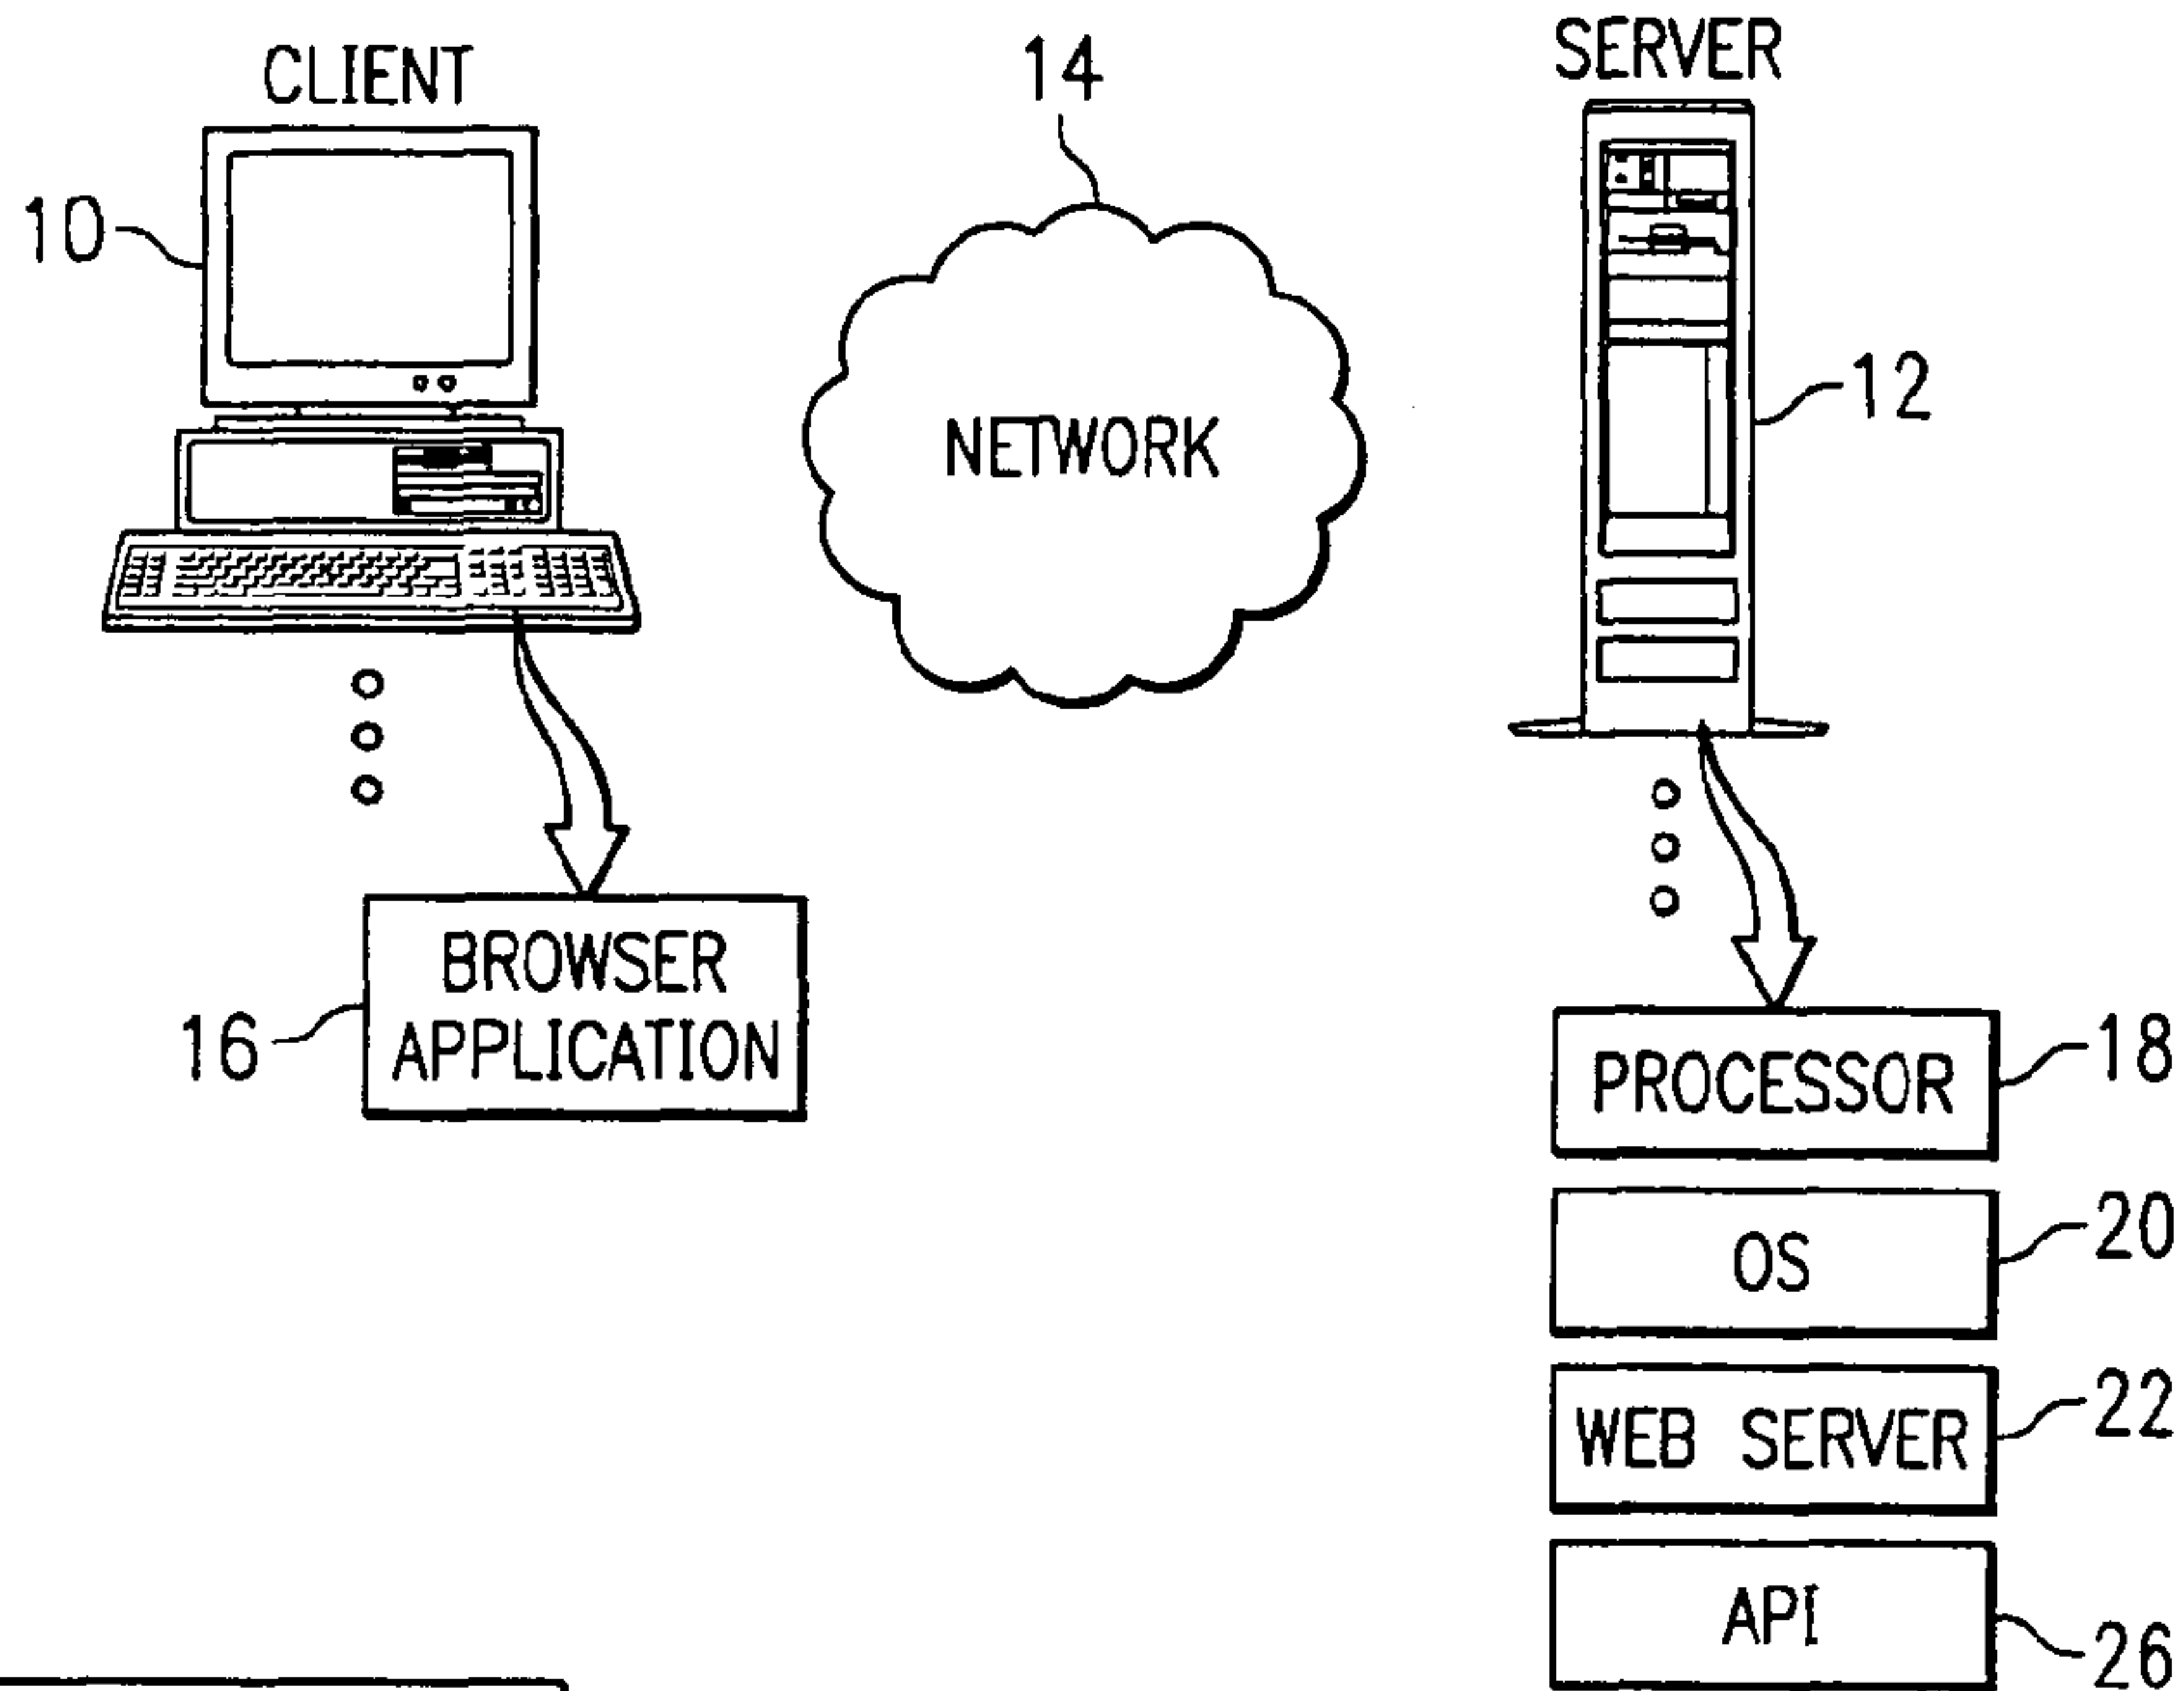 CLIENT
14
SERVER
10
12
NETWORK
BROWSER
APPLICATION
16
PROCESSOR
18
OS
20
WEB SERVER
22
API
26